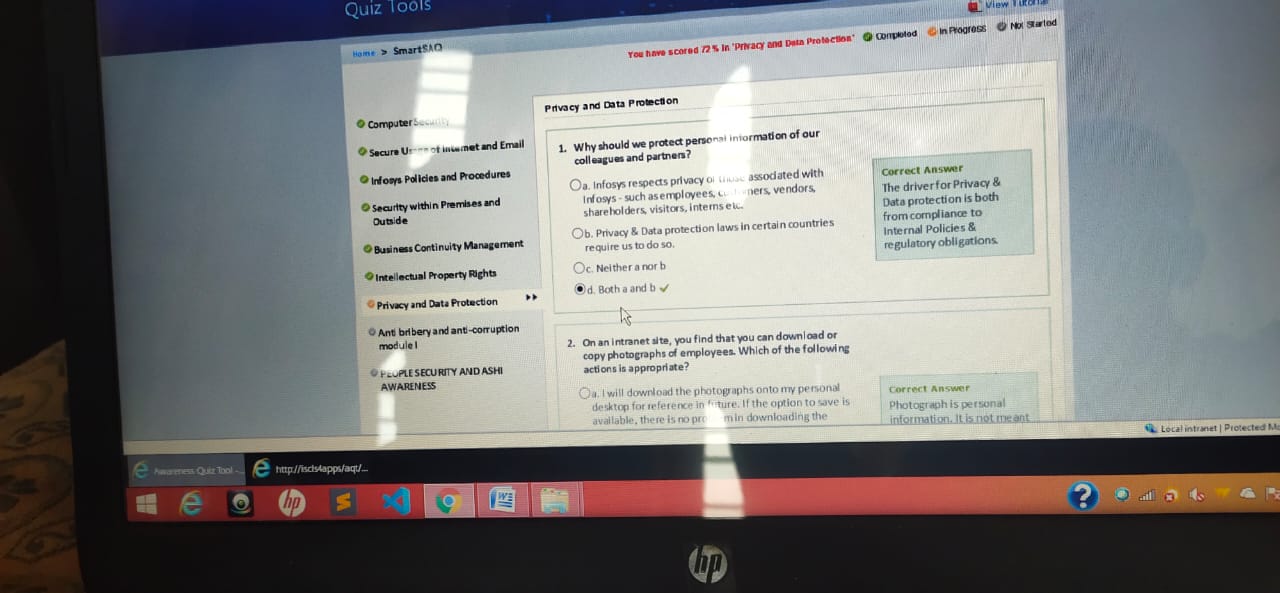 Quiz Tools
View Tutorial
Home > SmartSAQ
You have scored 72% in 'Privacy and Data Protection'
Completed
In Progress
Not Started
Computer Security
Secure Usage of Internet and Email
Infosys Policies and Procedures
Security within Premises and
Outside
Business Continuity Management
Intellectual Property Rights
Privacy and Data Protection
Anti bribery and anti-corruption
module I
PEOPLE SECURITY AND ASHI
AWARENESS
Privacy and Data Protection
1. Why should we protect personal information of our
colleagues and partners?
a. Infosys respects privacy of those associated with
Infosys - such as employees, customers, vendors,
shareholders, visitors, interns etc.
b. Privacy & Data protection laws in certain countries
require us to do so.
c. Neither a nor b
d. Both a and b
Correct Answer
The driver for Privacy &
Data protection is both
from compliance to
Internal Policies &
regulatory obligations.
2. On an intranet site, you find that you can download or
copy photographs of employees. Which of the following
actions is appropriate?
a. I will download the photographs onto my personal
desktop for reference in future. If the option to save is
available, there is no problem in downloading the
Correct Answer
Photograph is personal
information. It is not meant
Local intranet | Protected Mo
Awareness Quiz Tool -...
http://iscls4apps/aqt/...
hp
hp